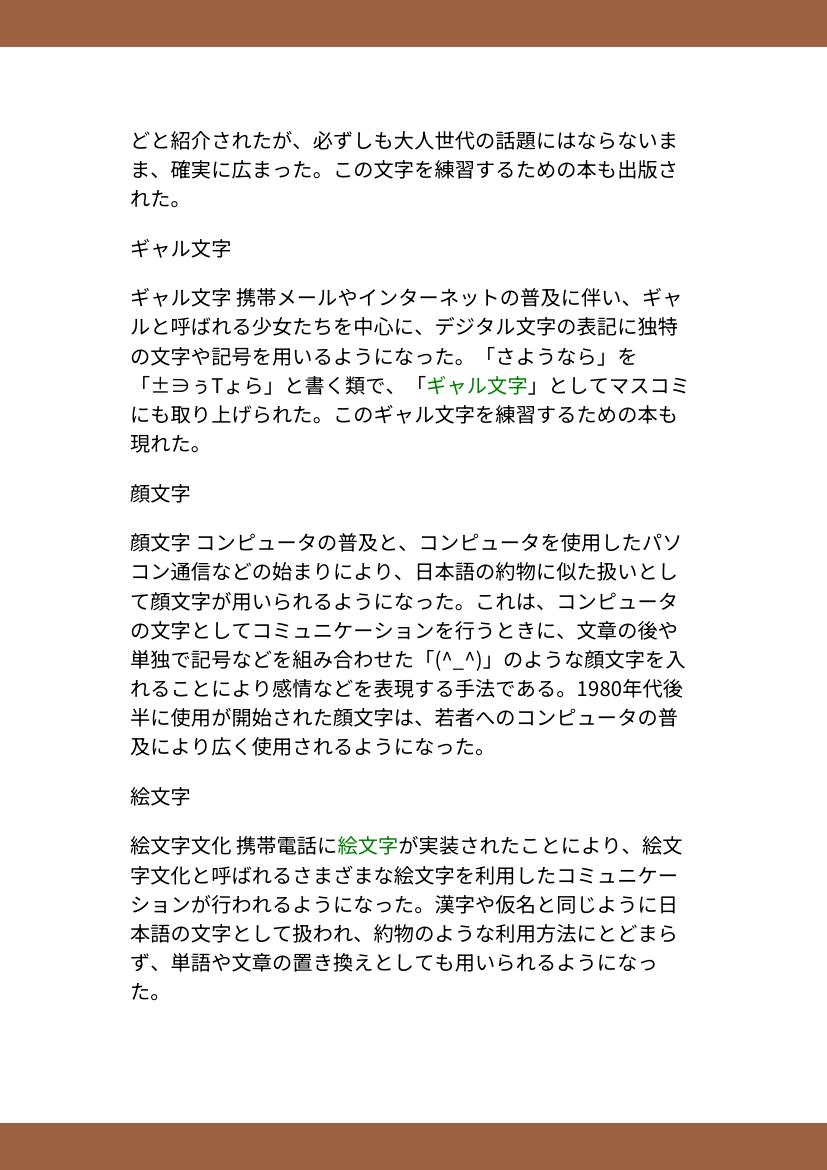 どと紹介されたが、必ずしも大人世代の話題にはならないま
ま、確実に広まった。この文字を練習するための本も出版さ
れた。
ギャル文字
ギャル文字 携帯メールやインターネットの普及に伴い、ギャ
ルと呼ばれる少女たちを中心に、デジタル文字の表記に独特
の文字や記号を用いるようになった。「さようなら」を
「±∋ぅTょら」と書く類で、「ギャル文字」としてマスコミ
にも取り上げられた。このギャル文字を練習するための本も
現れた。
顔文字
顔文字 コンピュータの普及と、コンピュータを使用したパソ
コン通信などの始まりにより、日本語の約物に似た扱いとし
て顔文字が用いられるようになった。これは、コンピュータ
の文字としてコミュニケーションを行うときに、文章の後や
単独で記号などを組み合わせた「(^_^)」のような顔文字を入
れることにより感情などを表現する手法である。1980年代後
半に使用が開始された顔文字は、若者へのコンピュータの普
及により広く使用されるようになった。
絵文字
絵文字文化 携帯電話に絵文字が実装されたことにより、絵文
字文化と呼ばれるさまざまな絵文字を利用したコミュニケー
ションが行われるようになった。漢字や仮名と同じように日
本語の文字として扱われ、約物のような利用方法にとどまら
ず、単語や文章の置き換えとしても用いられるようになっ
た。